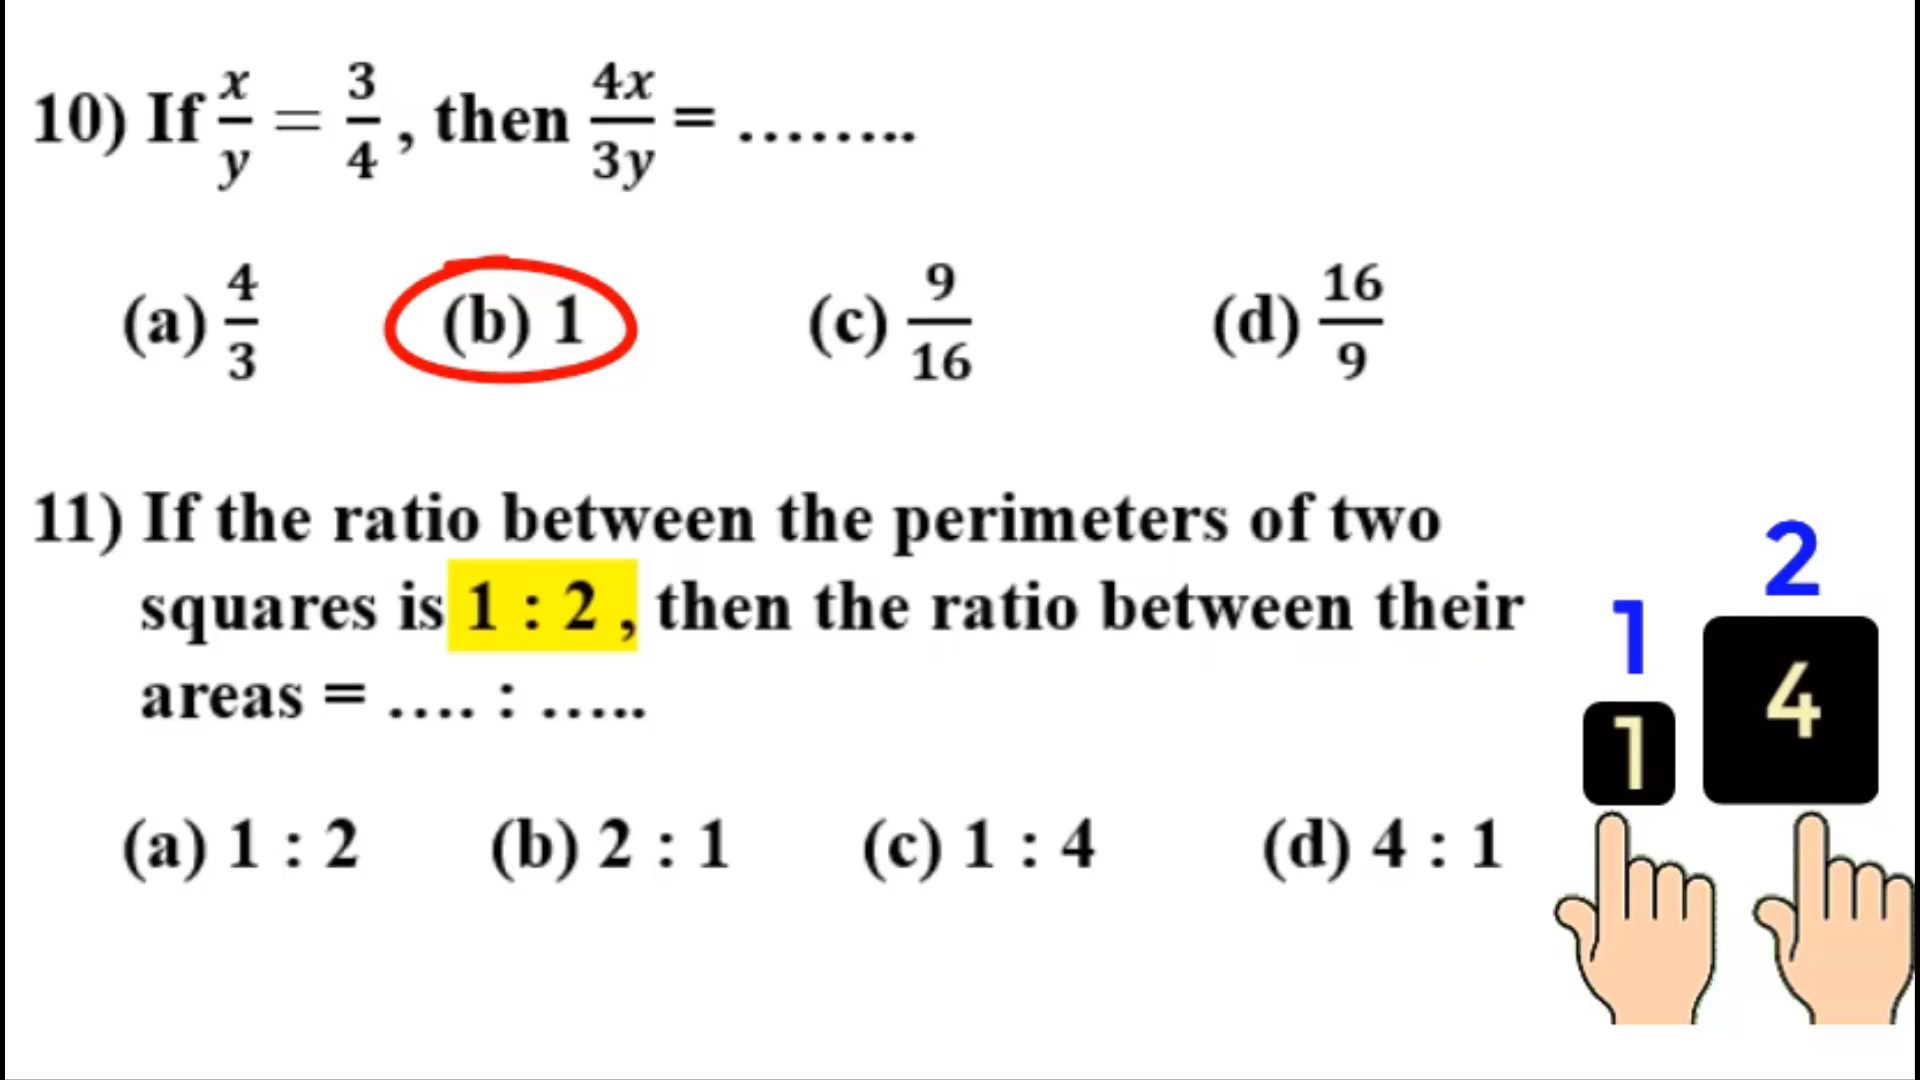 10) If x/y = 3/4 , then 4x/3y = ........
(a) 4/3 (b) 1 (c) 9/16 (d) 16/9
11) If the ratio between the perimeters of two
squares is 1 : 2 , then the ratio between their
areas = .... : .....
(a) 1 : 2 (b) 2 : 1 (c) 1 : 4 (d) 4 : 1
1 2
1 4